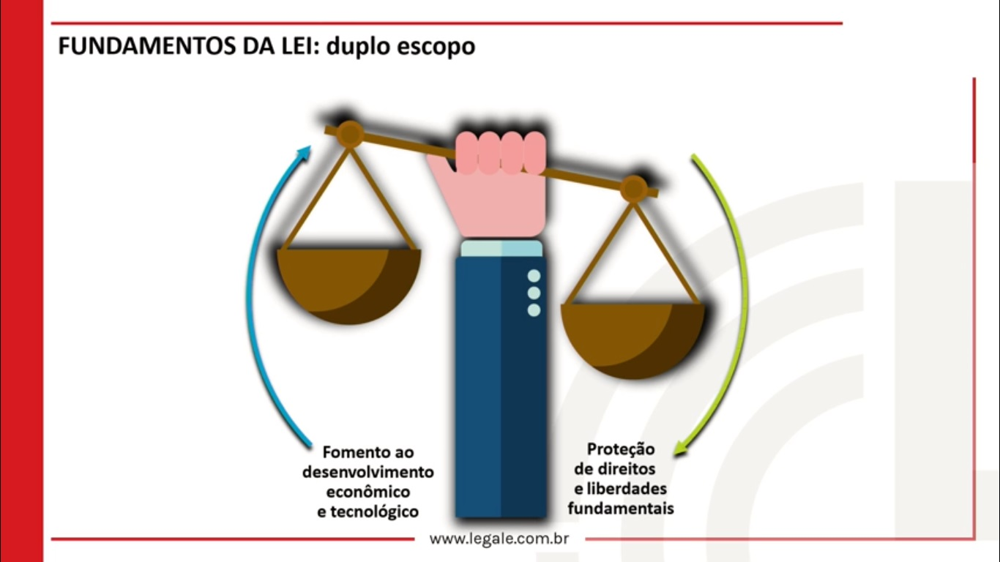 FUNDAMENTOS DA LEI: duplo escopo
Fomento ao
desenvolvimento
econômico
e tecnológico
Proteção
de direitos
e liberdades
fundamentais
www.legale.com.br